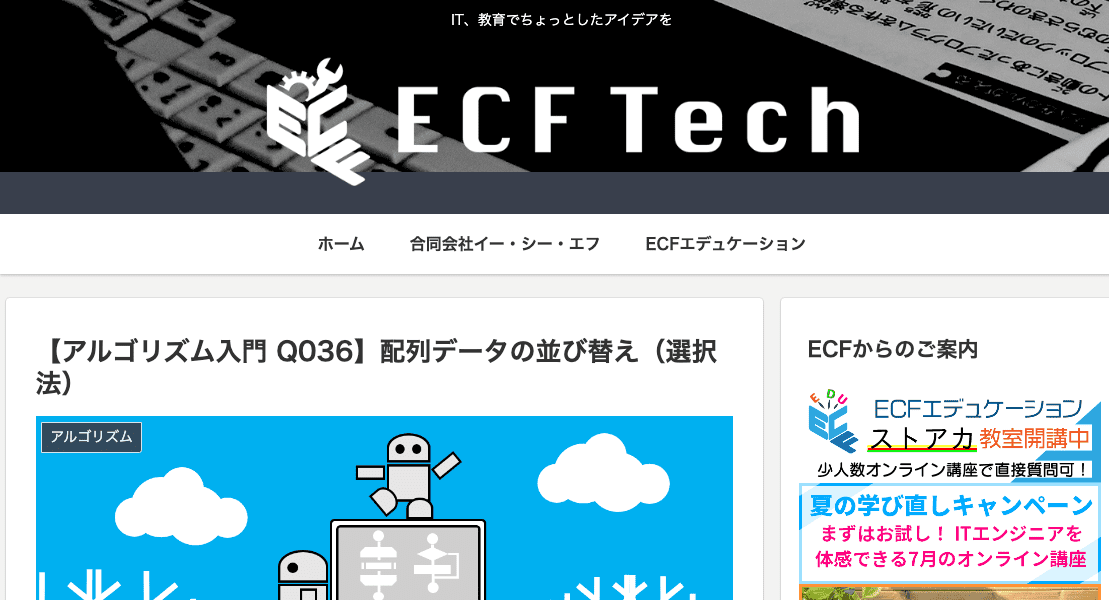 IT、教育でちょっとしたアイデアを
ECF Tech
ホーム
合同会社イー・シー・エフ
ECFエデュケーション
【アルゴリズム入門 Q036】配列データの並び替え（選択
法）
アルゴリズム
ECFからのご案内
EDU
ECF
ECFエデュケーション
ストアカ教室開講中
少人数オンライン講座で直接質問可！
夏の学び直しキャンペーン
まずはお試し！ ITエンジニアを
体感できる7月のオンライン講座